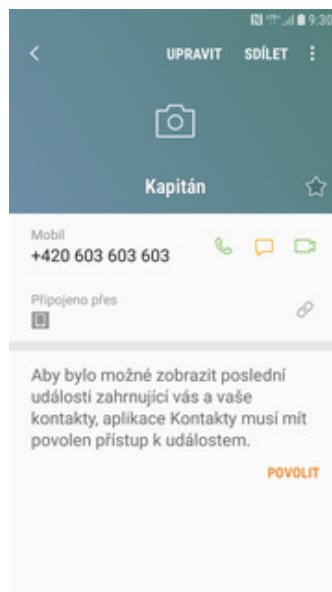 9:30
UPRAVIT SDÍLET
Kapitán
Mobil
+420 603 603 603
Připojeno přes
Aby bylo možné zobrazit poslední
události zahrnující vás a vaše
kontakty, aplikace Kontakty musí mít
povolen přístup k událostem.
POVOLIT